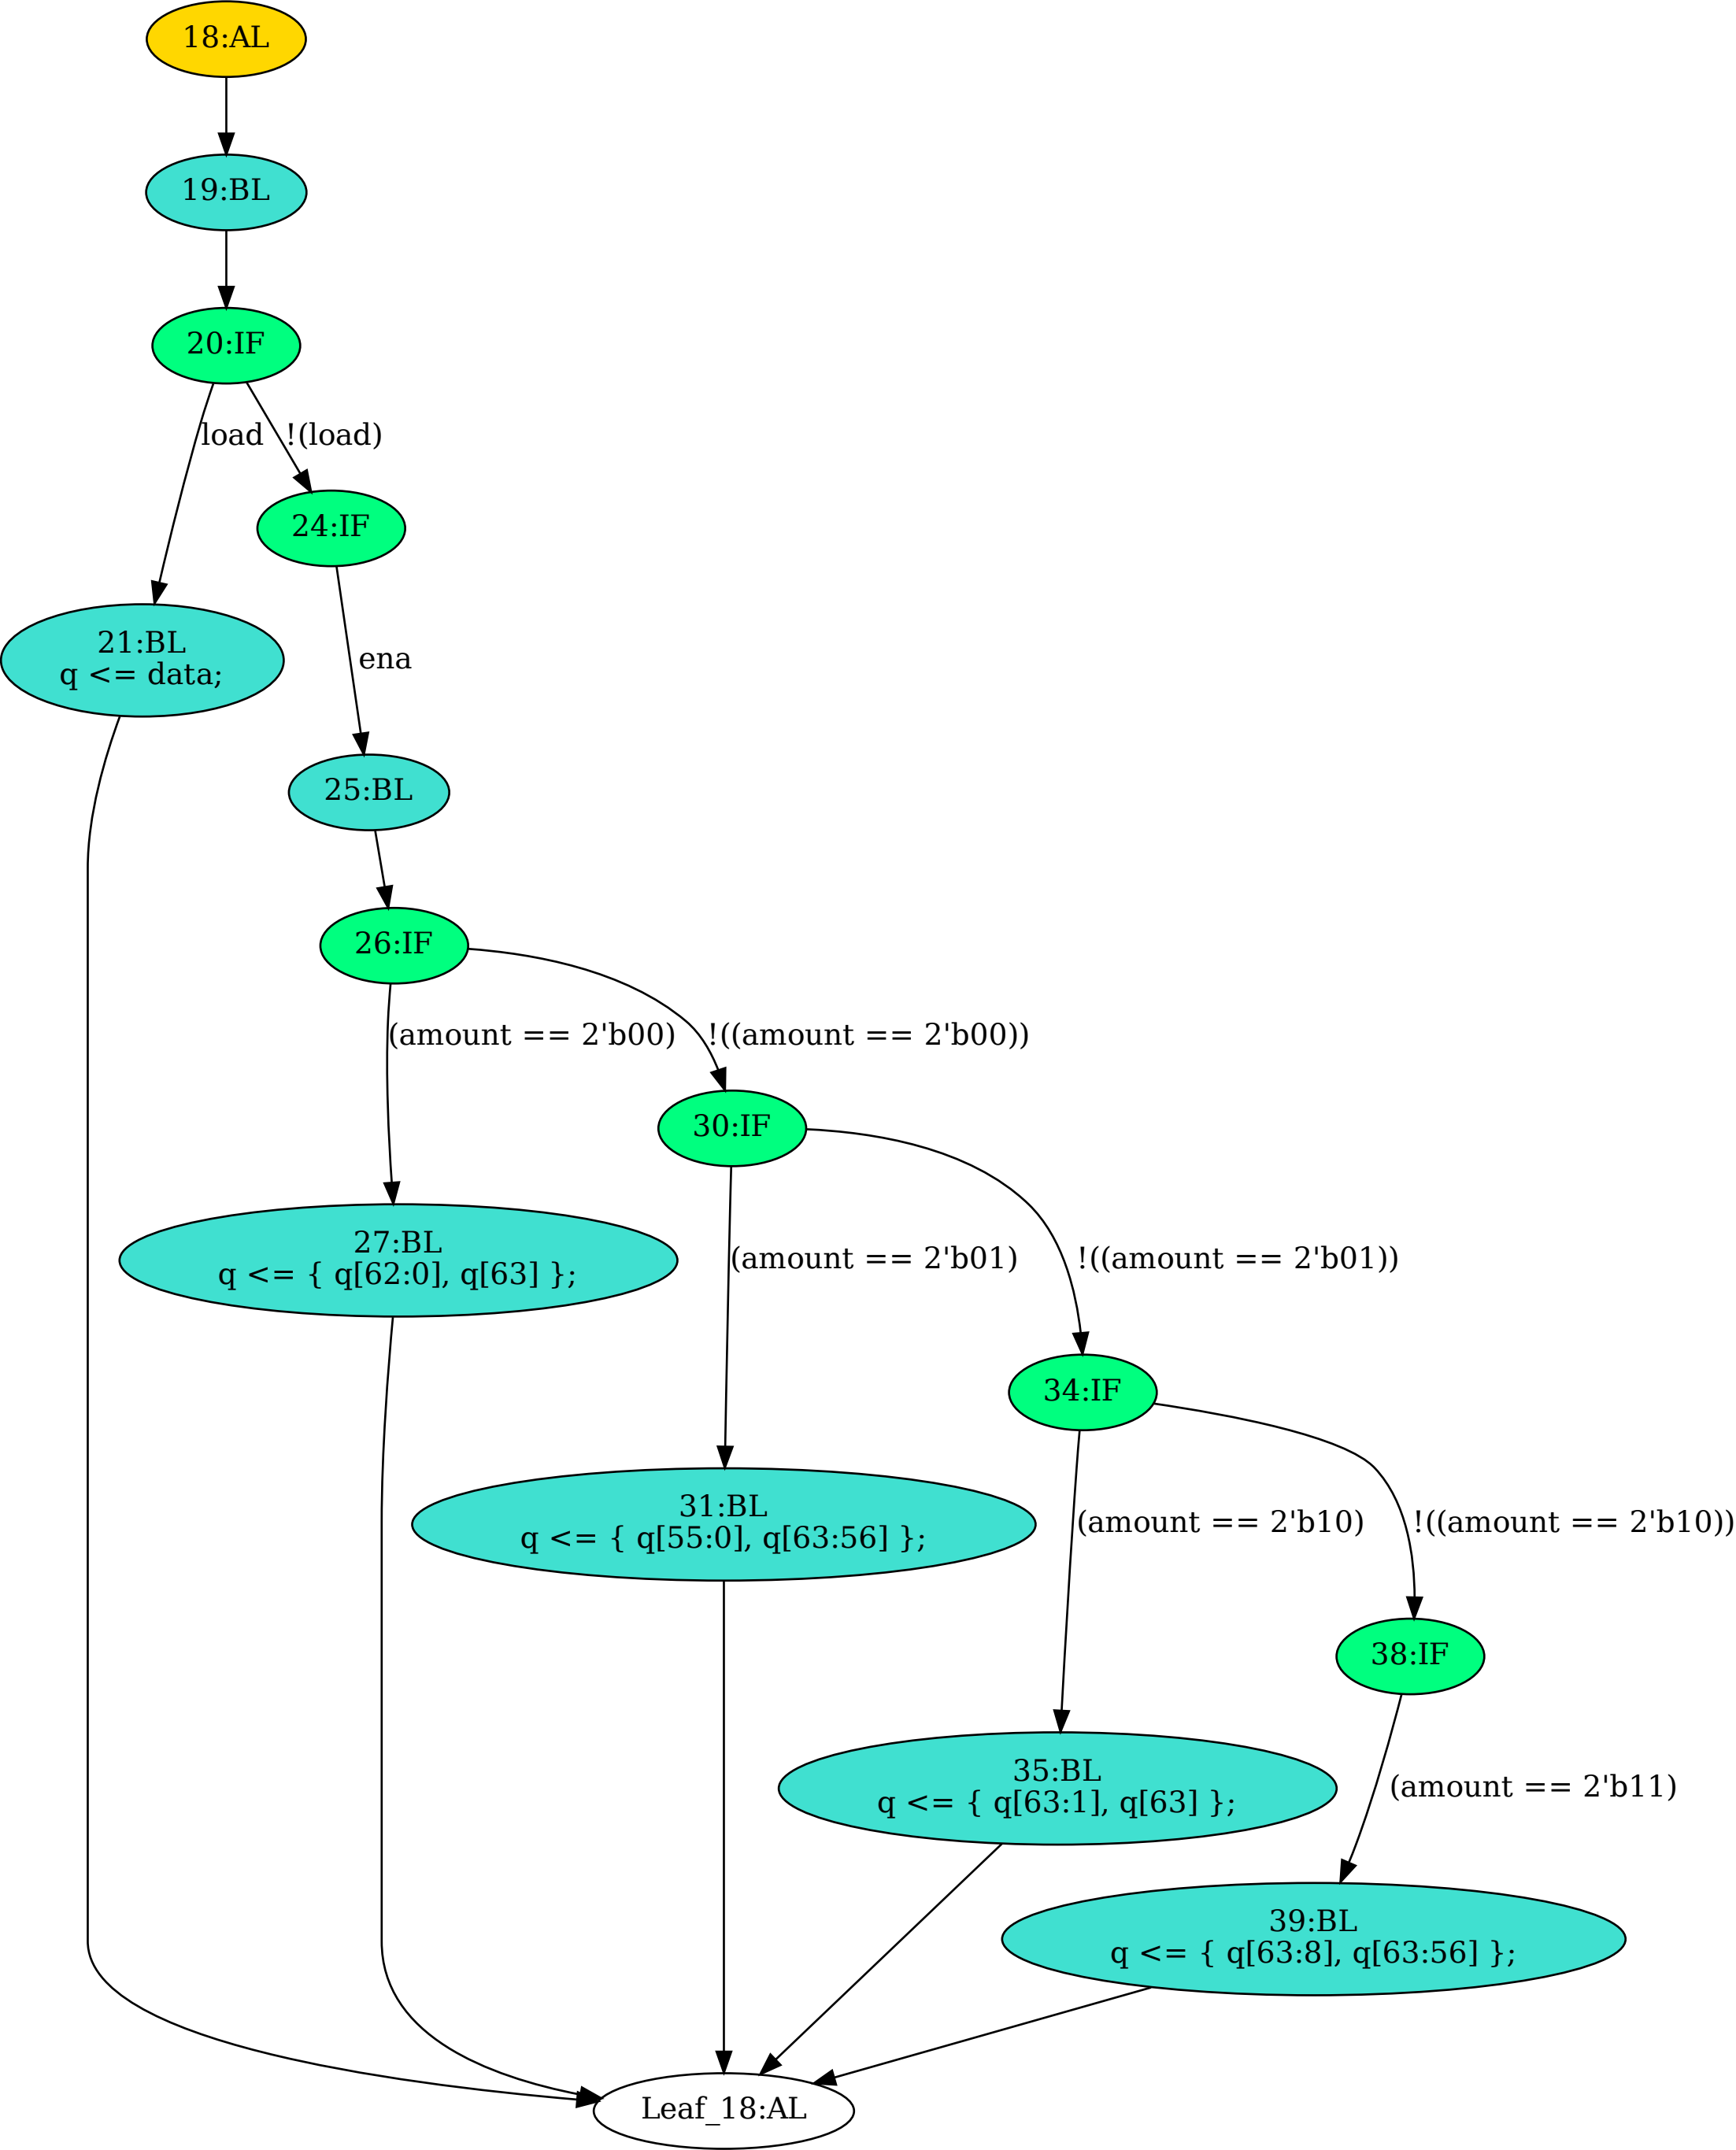 18:AL
19:BL
20:IF
load
!(load)
24:IF
21:BL
q <= data;
ena
25:BL
26:IF
(amount == 2'b00)
!((amount == 2'b00))
30:IF
27:BL
q <= { q[62:0], q[63] };
(amount == 2'b01)
!((amount == 2'b01))
34:IF
31:BL
q <= { q[55:0], q[63:56] };
(amount == 2'b10)
!((amount == 2'b10))
38:IF
35:BL
q <= { q[63:1], q[63] };
(amount == 2'b11)
39:BL
q <= { q[63:8], q[63:56] };
Leaf_18:AL